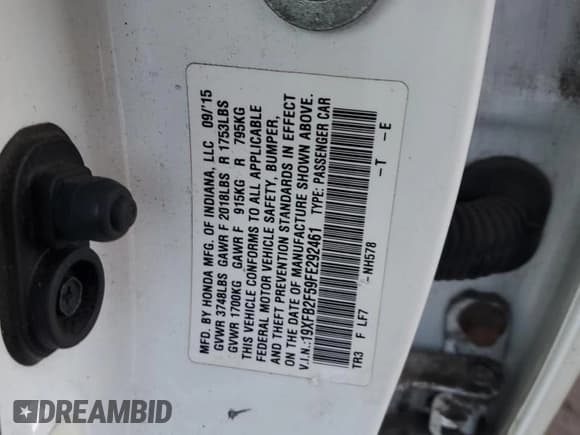 MFD. BY HONDA MFG. OF INDIANA, LLC 09/'15
GVWR 3748LBS GAWR F 2018LBS R 1753LBS
GVWR 1700KG GAWR F 915KG R 795KG
THIS VEHICLE CONFORMS TO ALL APPLICABLE
FEDERAL MOTOR VEHICLE SAFETY, BUMPER,
AND THEFT PREVENTION STANDARDS IN EFFECT
ON THE DATE OF MANUFACTURE SHOWN ABOVE.
V.I.N.:19XFB2F59FE292461 TYPE: PASSENGER CAR
TR3 F LF7 -NH578 -T -E
DREAMBID